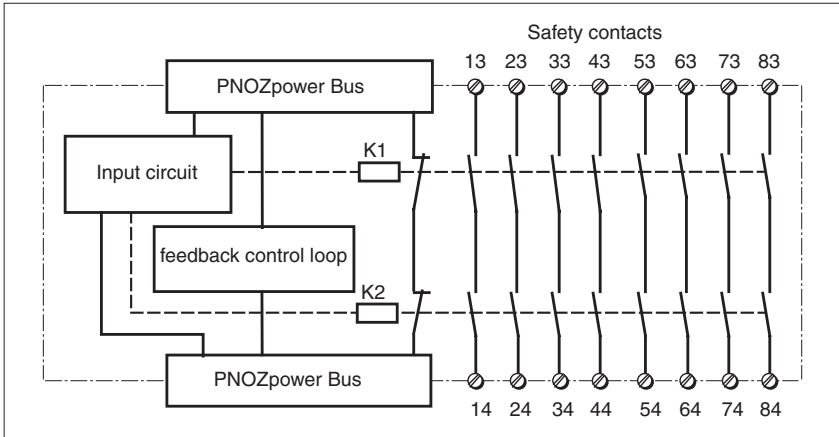 Safety contacts
13 23 33 43 53 63 73 83
PNOZpower Bus
K1
Input circuit
feedback control loop
K2
PNOZpower Bus
14 24 34 44 54 64 74 84